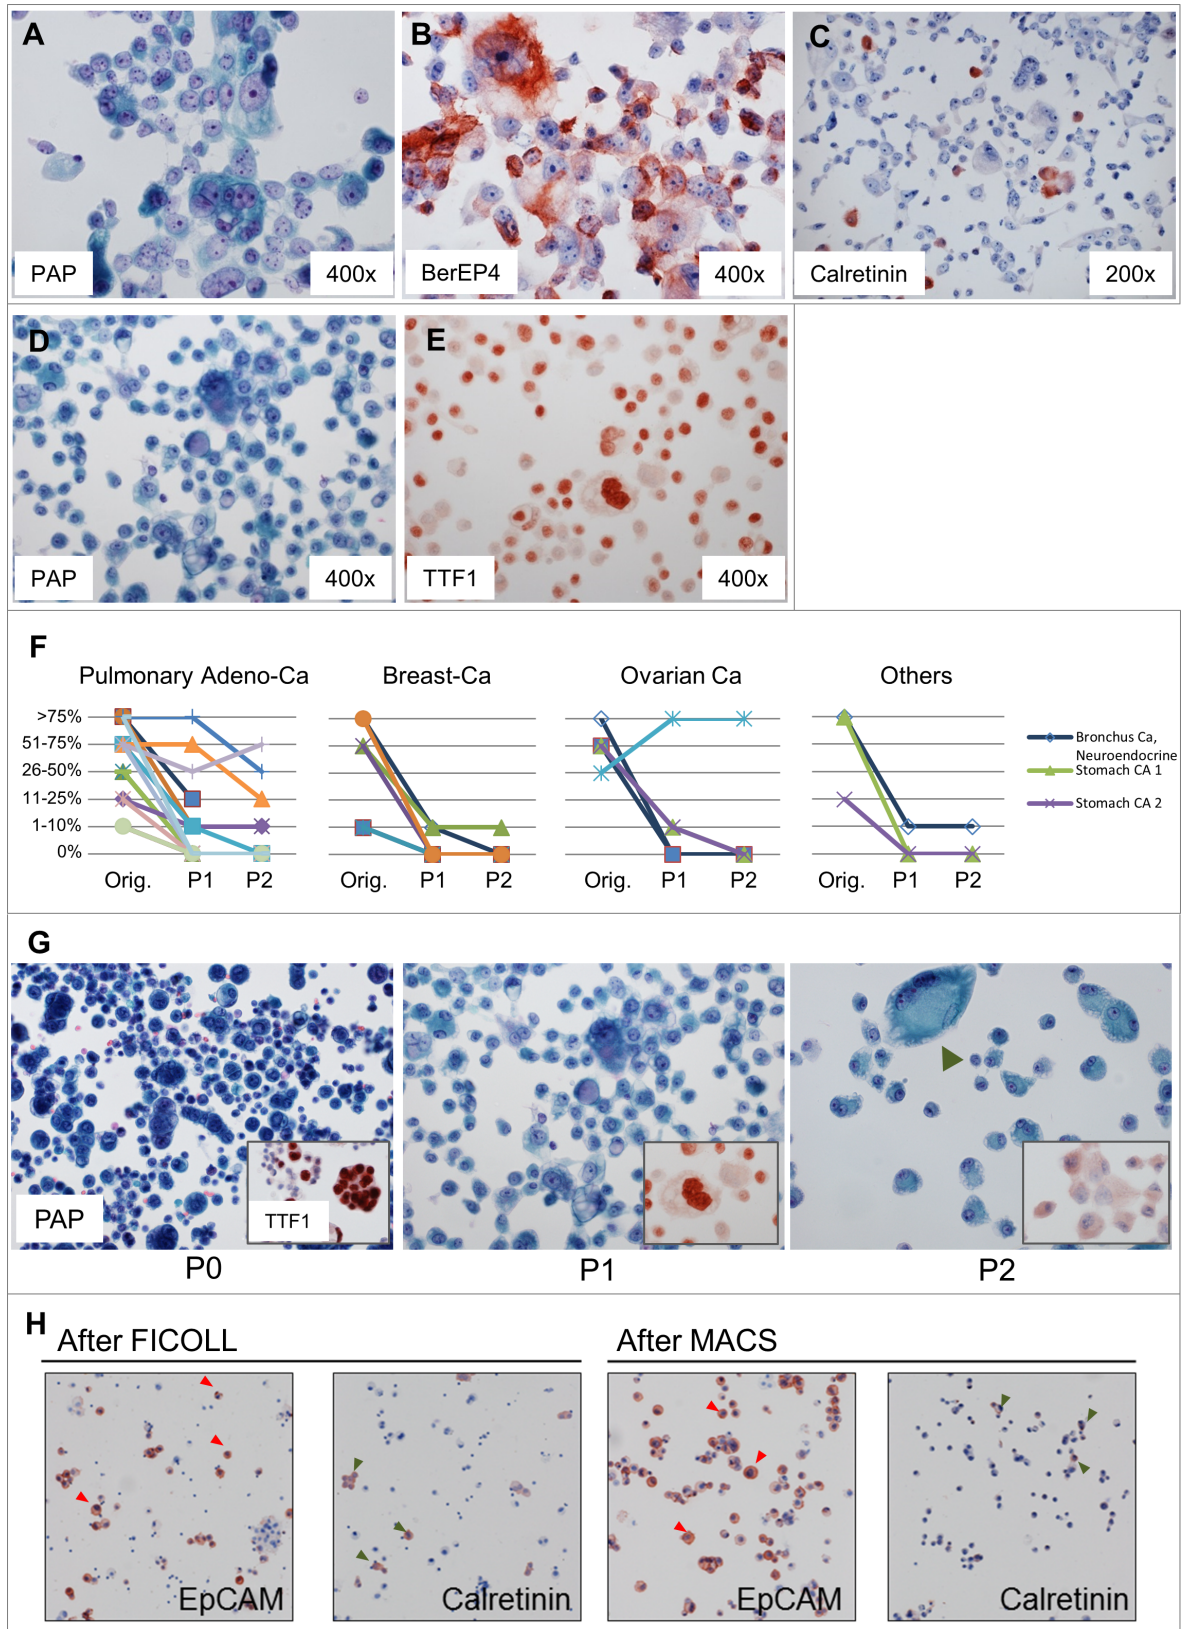 A
PAP
400x
B
BerEP4
400x
C
Calretinin
200x
D
PAP
400x
E
TTF1
400x
F
Pulmonary Adeno-Ca
Breast-Ca
Ovarian Ca
Others
>75%
51-75%
26-50%
11-25%
1-10%
0%
Orig. P1 P2
Orig. P1 P2
Orig. P1 P2
Orig. P1 P2
Bronchus Ca,
Neuroendocrine
Stomach CA 1
Stomach CA 2
G
PAP
TTF1
P0
P1
P2
H
After FICOLL
After MACS
EpCAM
Calretinin
EpCAM
Calretinin